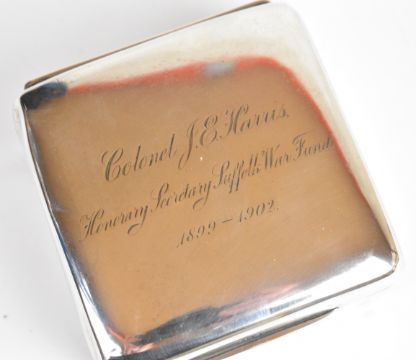 Colonel J.E. Harris.
Honorary Secretary Suffolk War Fund
1899-1902.